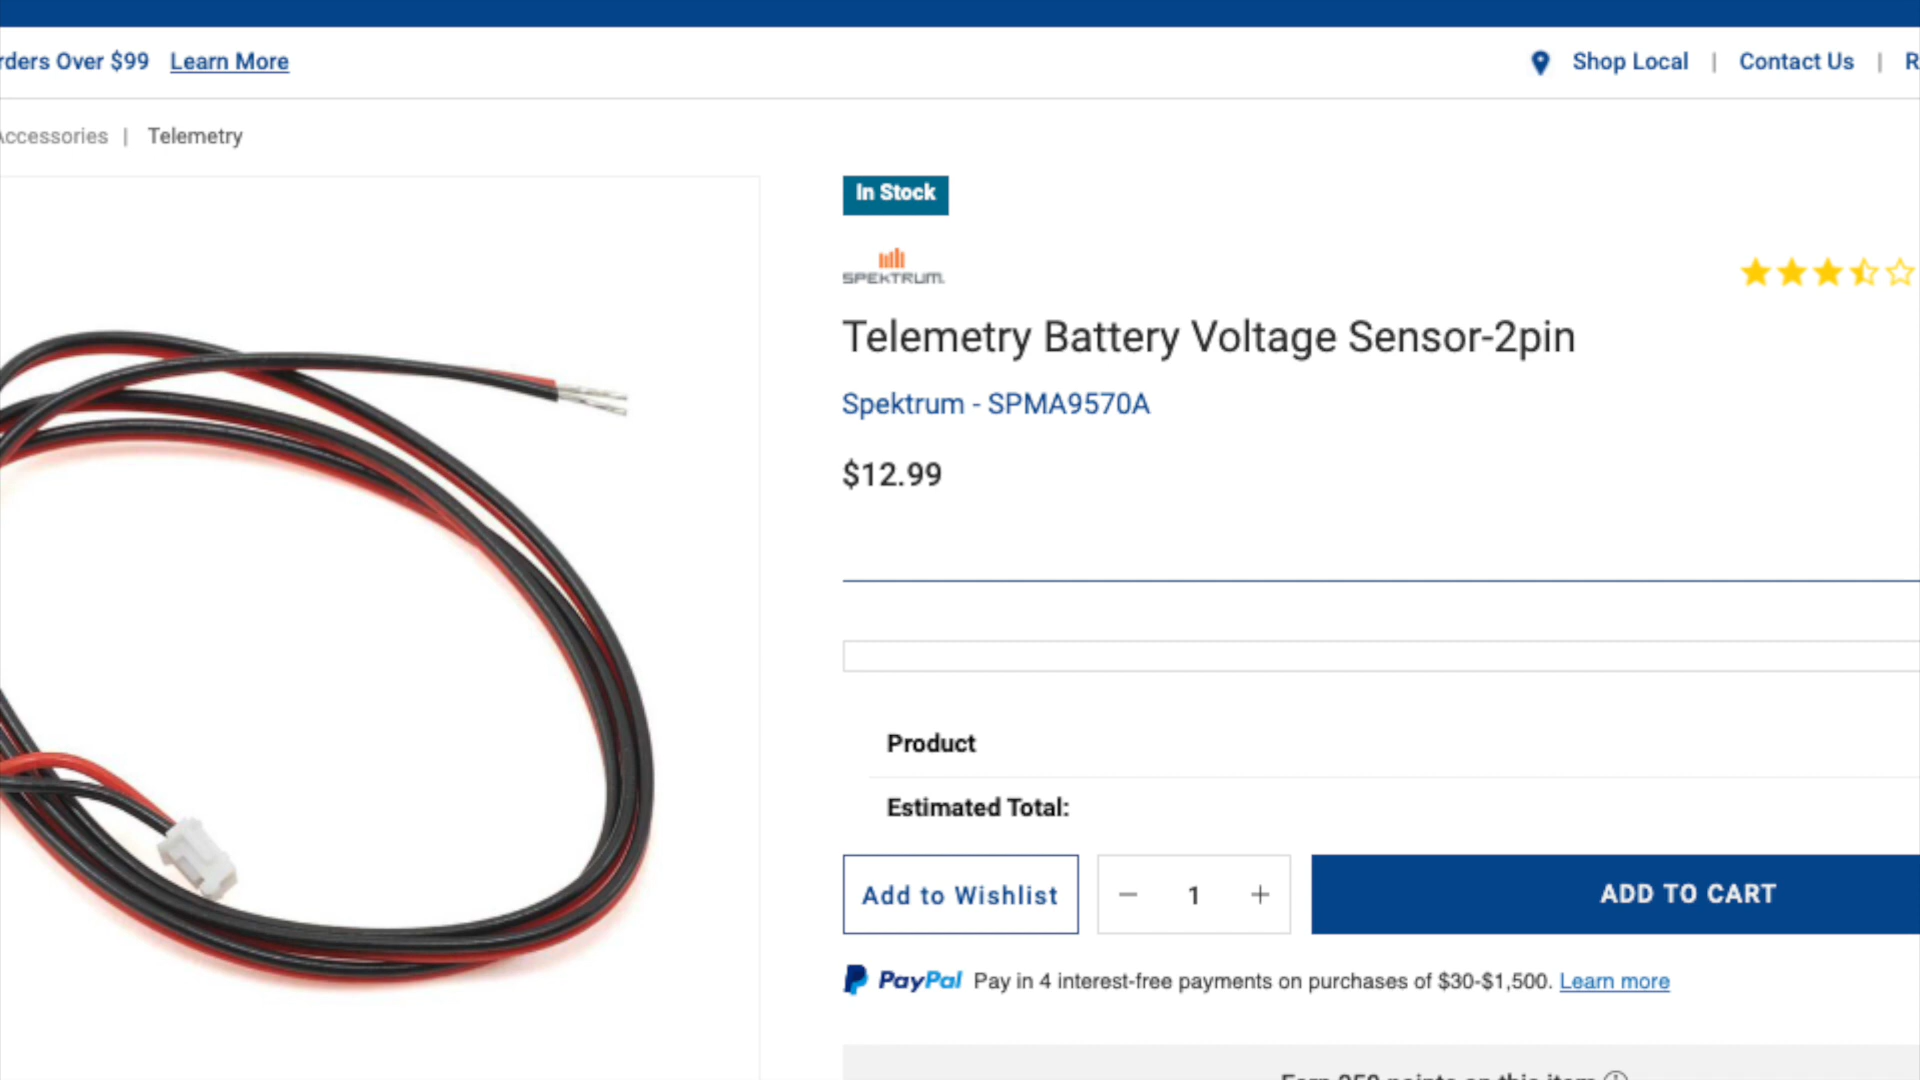 Orders Over $99 Learn More
Shop Local | Contact Us |
Accessories | Telemetry
In Stock
SPEKTRUM
Telemetry Battery Voltage Sensor-2pin
Spektrum - SPMA9570A
$12.99
Product
Estimated Total:
Add to Wishlist − 1 + ADD TO CART
PayPal Pay in 4 interest-free payments on purchases of $30-$1,500. Learn more